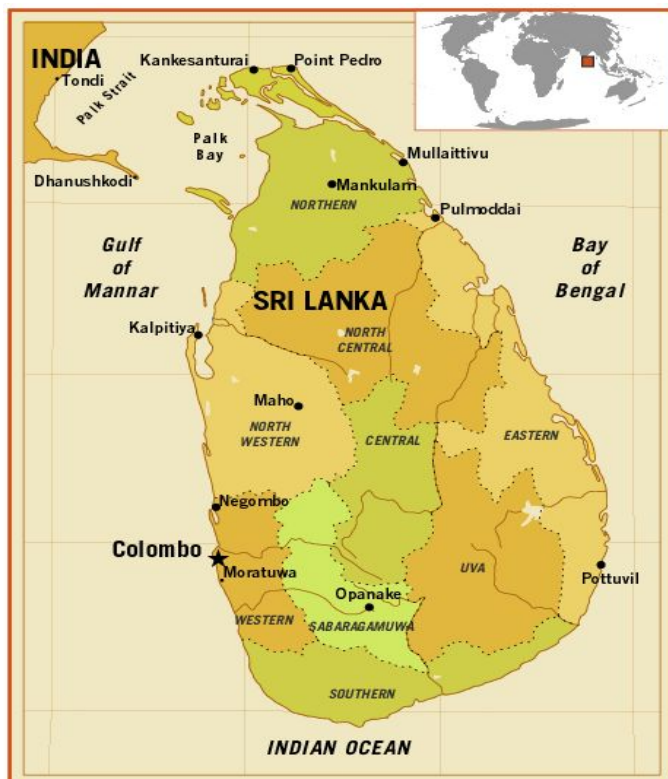 INDIA
Tondi
Palk Strait
Kankesanturai
Point Pedro
Palk
Bay
Dhanushkodi
Mullaittivu
Mankulam
NORTHERN
Pulmoddai
Gulf
of
Mannar
Bay
of
Bengal
SRI LANKA
Kalpitiya
NORTH
CENTRAL
Maho
NORTH
WESTERN
CENTRAL
EASTERN
Negombo
Colombo
Moratuwa
UVA
Pottuvil
Opanake
WESTERN
SABARAGAMUWA
SOUTHERN
INDIAN OCEAN